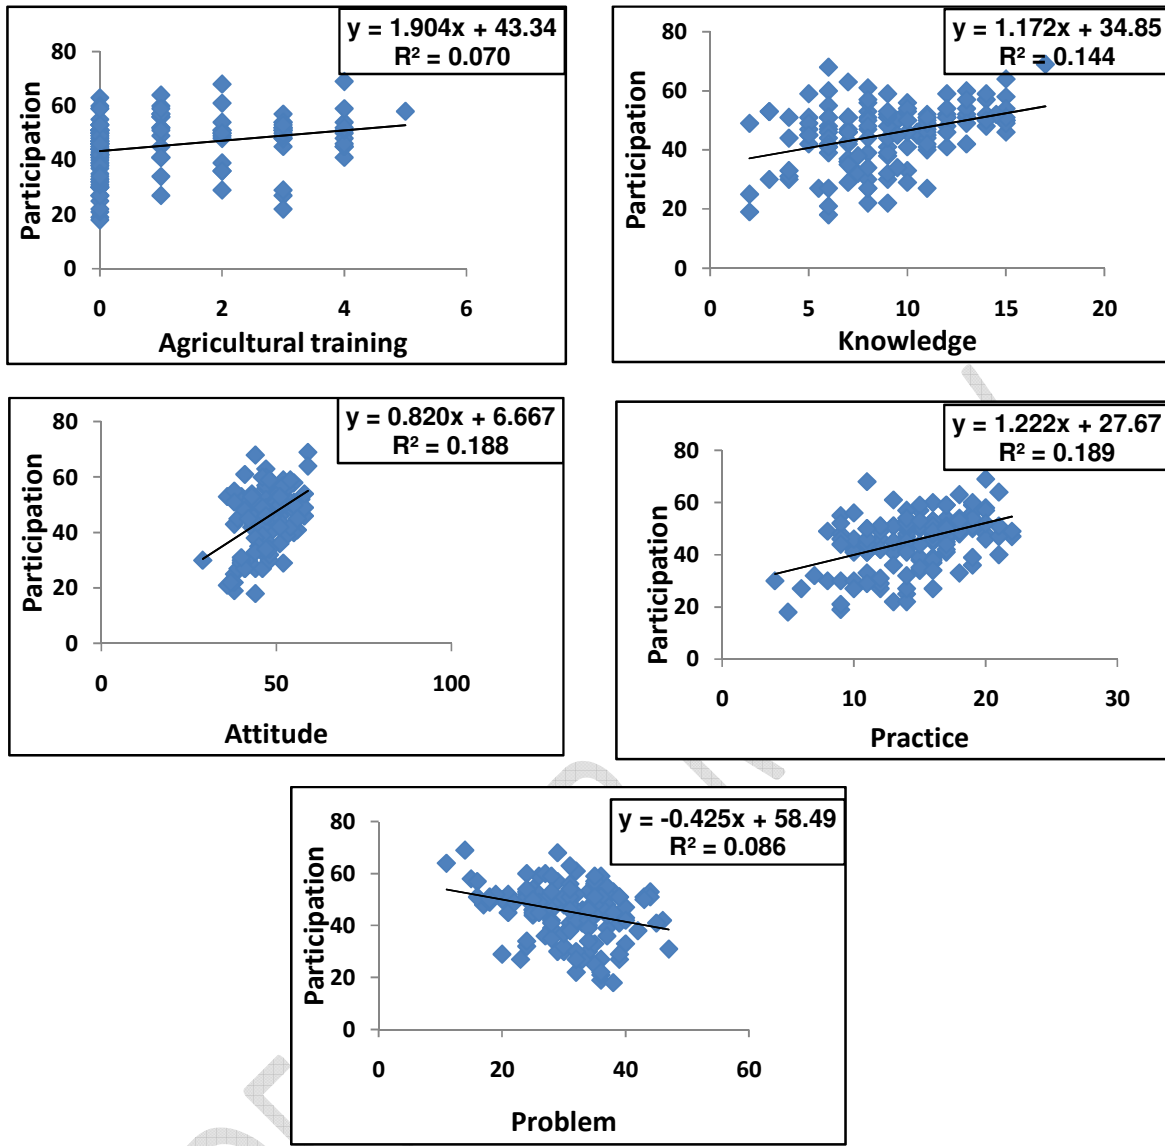 y = 1.904x + 43.34
R² = 0.070
Participation
80
60
40
20
0
0 2 4 6
Agricultural training
y = 1.172x + 34.85
R² = 0.144
Participation
80
60
40
20
0
0 5 10 15 20
Knowledge
y = 0.820x + 6.667
R² = 0.188
Participation
80
60
40
20
0
0 50 100
Attitude
y = 1.222x + 27.67
R² = 0.189
Participation
80
60
40
20
0
0 10 20 30
Practice
y = -0.425x + 58.49
R² = 0.086
Participation
80
60
40
20
0
0 20 40 60
Problem